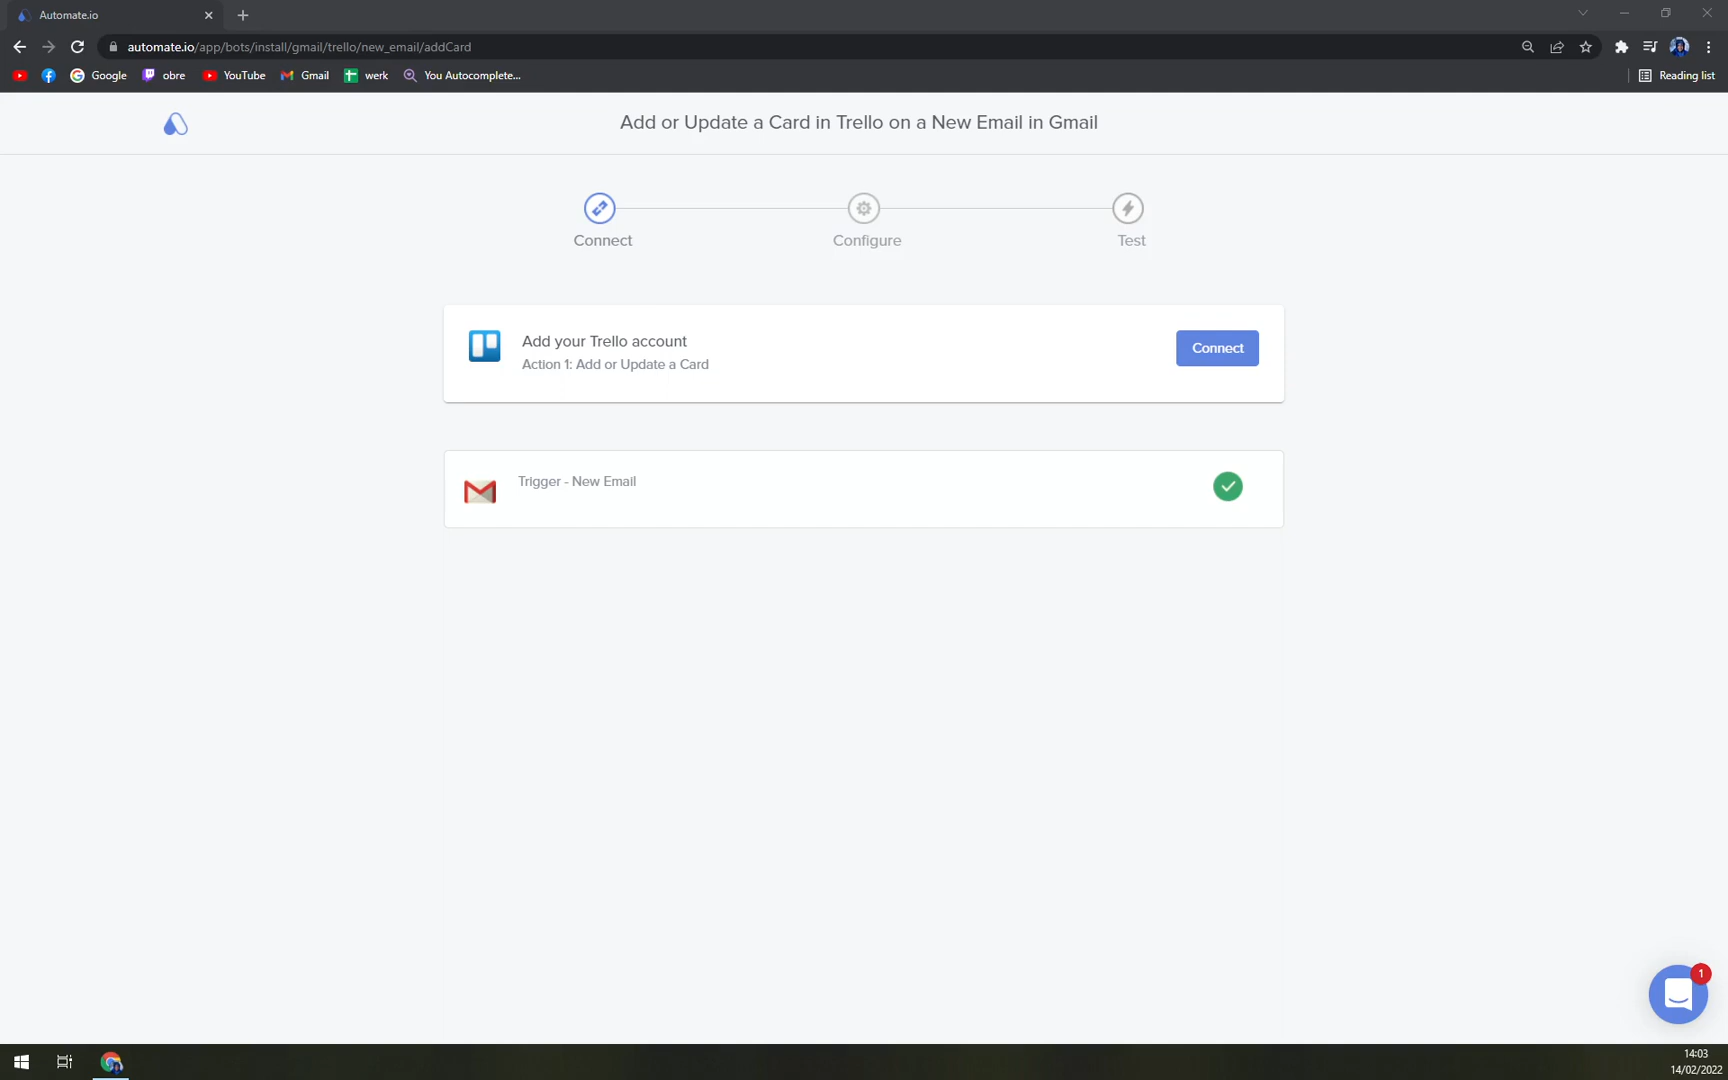 Automate.io
automate.io/app/bots/install/gmail/trello/new_email/addCard
Google obre YouTube Gmail werk You Autocomplete... Reading list
Add or Update a Card in Trello on a New Email in Gmail
Connect Configure Test
Add your Trello account
Action 1: Add or Update a Card
Connect
Trigger - New Email
1
14:03
14/02/2022